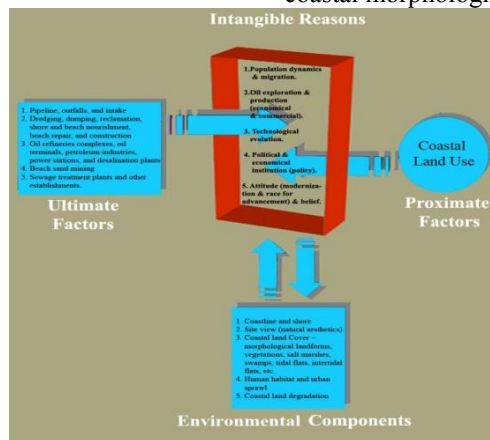 coastal morphologi
Intangible Reasons
1.Population dynamics
& migration.
2.Oil exploration &
production
(economical
& commercial).
3. Technological
evolution.
4. Political &
economical
institution (policy).
5. Attitude (moderniza-
tion & race for
advancement) & belief.
1. Pipeline, outfalls, and intake
2. Dredging, dumping, reclamation,
shore and beach nourishment,
beach repair, and construction
3. Oil refineries complexes, oil
terminals, petroleum industries,
power stations, and desalination plants
4. Beach sand mining
5. Sewage treatment plants and other
establishments.
Ultimate
Factors
Coastal
Land Use
Proximate
Factors
1. Coastline and shore
2. Site view (natural aesthetics)
3. Coastal land Cover –
morphological landforms,
vegetations, salt marshes,
swamps, tidal flats, intertidal
flats, etc.
4. Human habitat and urban
sprawl
5. Coastal land degradation
Environmental Components